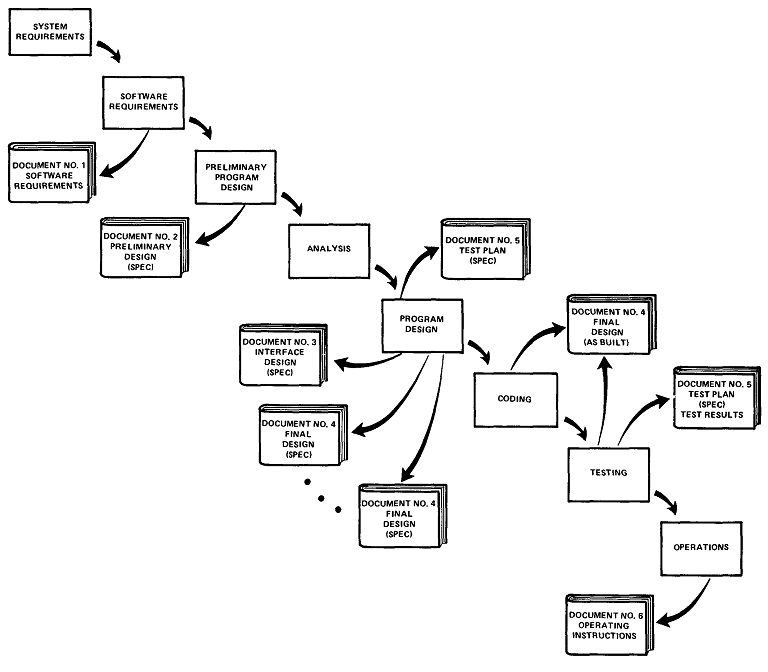 SYSTEM
REQUIREMENTS
SOFTWARE
REQUIREMENTS
DOCUMENT NO. 1
SOFTWARE
REQUIREMENTS
PRELIMINARY
PROGRAM
DESIGN
DOCUMENT NO. 2
PRELIMINARY
DESIGN
(SPEC)
ANALYSIS
DOCUMENT NO. 5
TEST PLAN
(SPEC)
PROGRAM
DESIGN
DOCUMENT NO. 3
INTERFACE
DESIGN
(SPEC)
DOCUMENT NO. 4
FINAL
DESIGN
(AS BUILT)
CODING
DOCUMENT NO. 5
TEST PLAN
(SPEC)
TEST RESULTS
DOCUMENT NO. 4
FINAL
DESIGN
(SPEC)
TESTING
DOCUMENT NO. 4
FINAL
DESIGN
(SPEC)
OPERATIONS
DOCUMENT NO. 6
OPERATING
INSTRUCTIONS